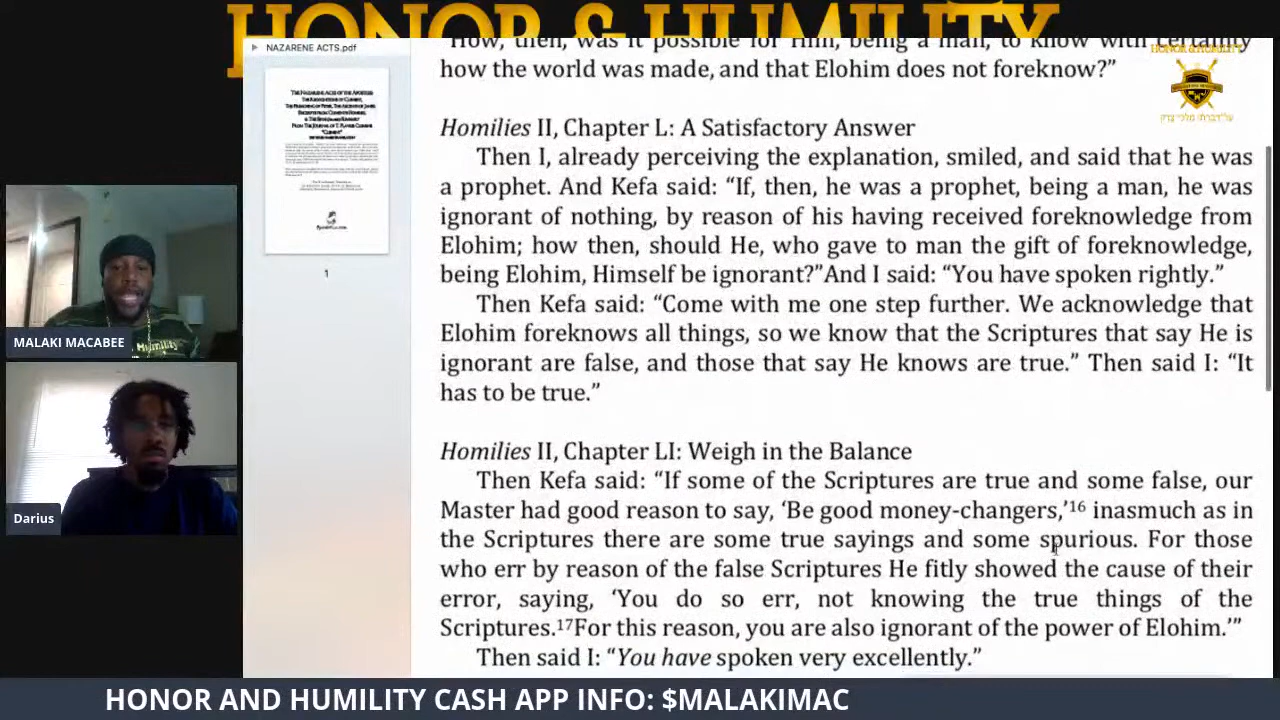 HONOR & HUMILITY
NAZARENE ACTS.pdf
"How, then, was it possible for Him, being a man, to know with certainty
how the world was made, and that Elohim does not foreknow?”
HONOR & HUMILITY
Homilies II, Chapter L: A Satisfactory Answer
Then I, already perceiving the explanation, smiled, and said that he was
a prophet. And Kefa said: “If, then, he was a prophet, being a man, he was
ignorant of nothing, by reason of his having received foreknowledge from
Elohim; how then, should He, who gave to man the gift of foreknowledge,
being Elohim, Himself be ignorant?”And I said: “You have spoken rightly.”
Then Kefa said: “Come with me one step further. We acknowledge that
Elohim foreknows all things, so we know that the Scriptures that say He is
ignorant are false, and those that say He knows are true.” Then said I: “It
has to be true.”
Homilies II, Chapter LI: Weigh in the Balance
Then Kefa said: “If some of the Scriptures are true and some false, our
Master had good reason to say, ‘Be good money-changers,’16 inasmuch as in
the Scriptures there are some true sayings and some spurious. For those
who err by reason of the false Scriptures He fitly showed the cause of their
error, saying, ‘You do so err, not knowing the true things of the
Scriptures.17For this reason, you are also ignorant of the power of Elohim.’”
Then said I: “You have spoken very excellently.”
1
MALAKI MACABEE
Darius
HONOR AND HUMILITY CASH APP INFO: $MALAKIMAC